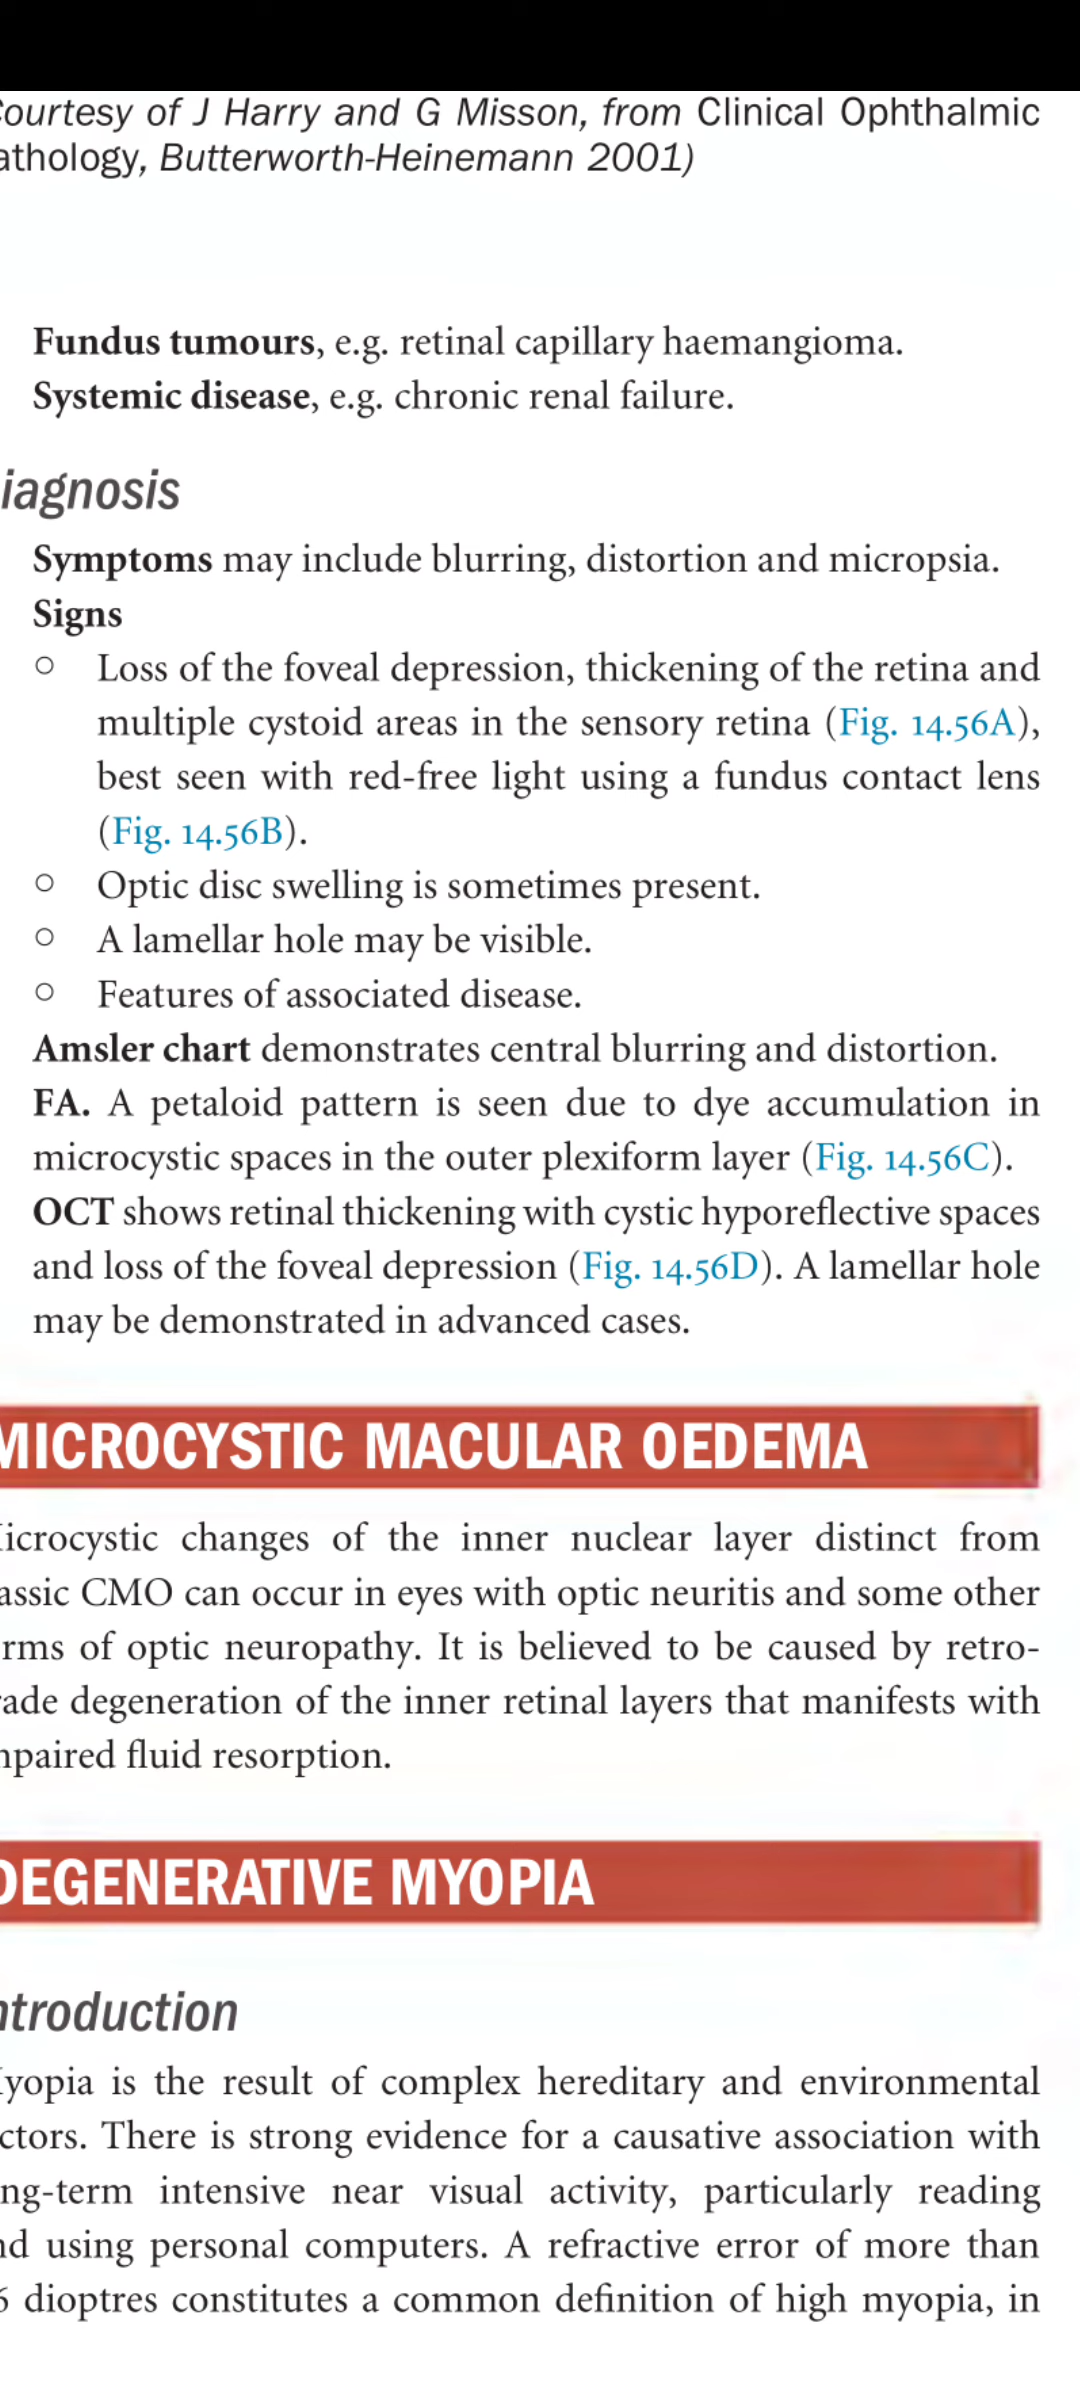 ourtesy of J Harry and G Misson, from Clinical Ophthalmic
athology, Butterworth-Heinemann 2001)
Fundus tumours, e.g. retinal capillary haemangioma.
Systemic disease, e.g. chronic renal failure.
iagnosis
Symptoms may include blurring, distortion and micropsia.
Signs
○ Loss of the foveal depression, thickening of the retina and
multiple cystoid areas in the sensory retina (Fig. 14.56A),
best seen with red-free light using a fundus contact lens
(Fig. 14.56B).
○ Optic disc swelling is sometimes present.
○ A lamellar hole may be visible.
○ Features of associated disease.
Amsler chart demonstrates central blurring and distortion.
FA. A petaloid pattern is seen due to dye accumulation in
microcystic spaces in the outer plexiform layer (Fig. 14.56C).
OCT shows retinal thickening with cystic hyporeflective spaces
and loss of the foveal depression (Fig. 14.56D). A lamellar hole
may be demonstrated in advanced cases.
MICROCYSTIC MACULAR OEDEMA
icrocystic changes of the inner nuclear layer distinct from
assic CMO can occur in eyes with optic neuritis and some other
rms of optic neuropathy. It is believed to be caused by retro-
ade degeneration of the inner retinal layers that manifests with
paired fluid resorption.
DEGENERATIVE MYOPIA
ntroduction
yopia is the result of complex hereditary and environmental
ctors. There is strong evidence for a causative association with
ng-term intensive near visual activity, particularly reading
nd using personal computers. A refractive error of more than
6 dioptres constitutes a common definition of high myopia, in